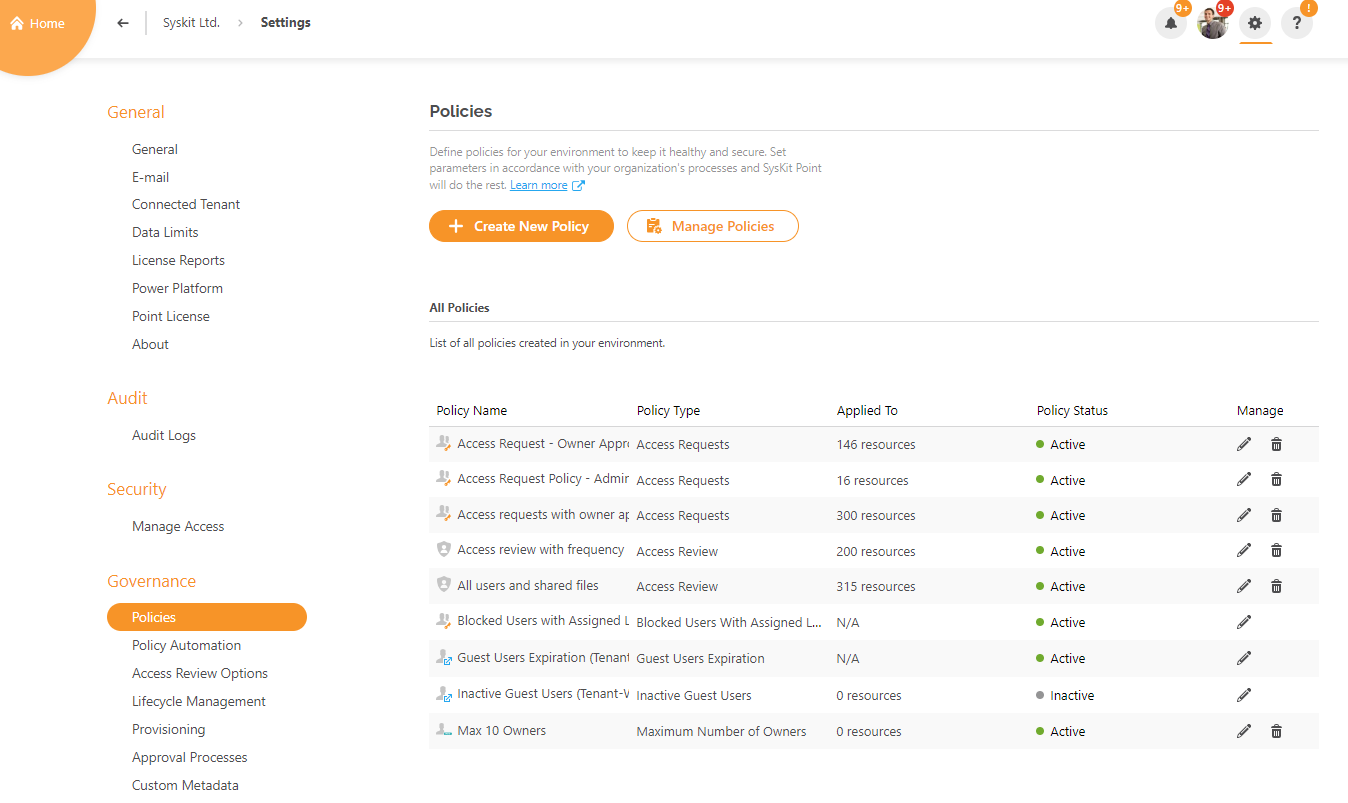 Home
Syskit Ltd. > Settings
9+
9+
!
?
General
General
E-mail
Connected Tenant
Data Limits
License Reports
Power Platform
Point License
About
Audit
Audit Logs
Security
Manage Access
Governance
Policies
Policy Automation
Access Review Options
Lifecycle Management
Provisioning
Approval Processes
Custom Metadata
Policies
Define policies for your environment to keep it healthy and secure. Set
parameters in accordance with your organization's processes and SysKit Point
will do the rest. Learn more
Create New Policy
Manage Policies
All Policies
List of all policies created in your environment.
Policy Name Policy Type Applied To Policy Status Manage
Access Request - Owner Appr Access Requests 146 resources Active
Access Request Policy - Admir Access Requests 16 resources Active
Access requests with owner ap Access Requests 300 resources Active
Access review with frequency Access Review 200 resources Active
All users and shared files Access Review 315 resources Active
Blocked Users with Assigned L Blocked Users With Assigned L... N/A Active
Guest Users Expiration (Tenant Guest Users Expiration N/A Active
Inactive Guest Users (Tenant-W Inactive Guest Users 0 resources Inactive
Max 10 Owners Maximum Number of Owners 0 resources Active